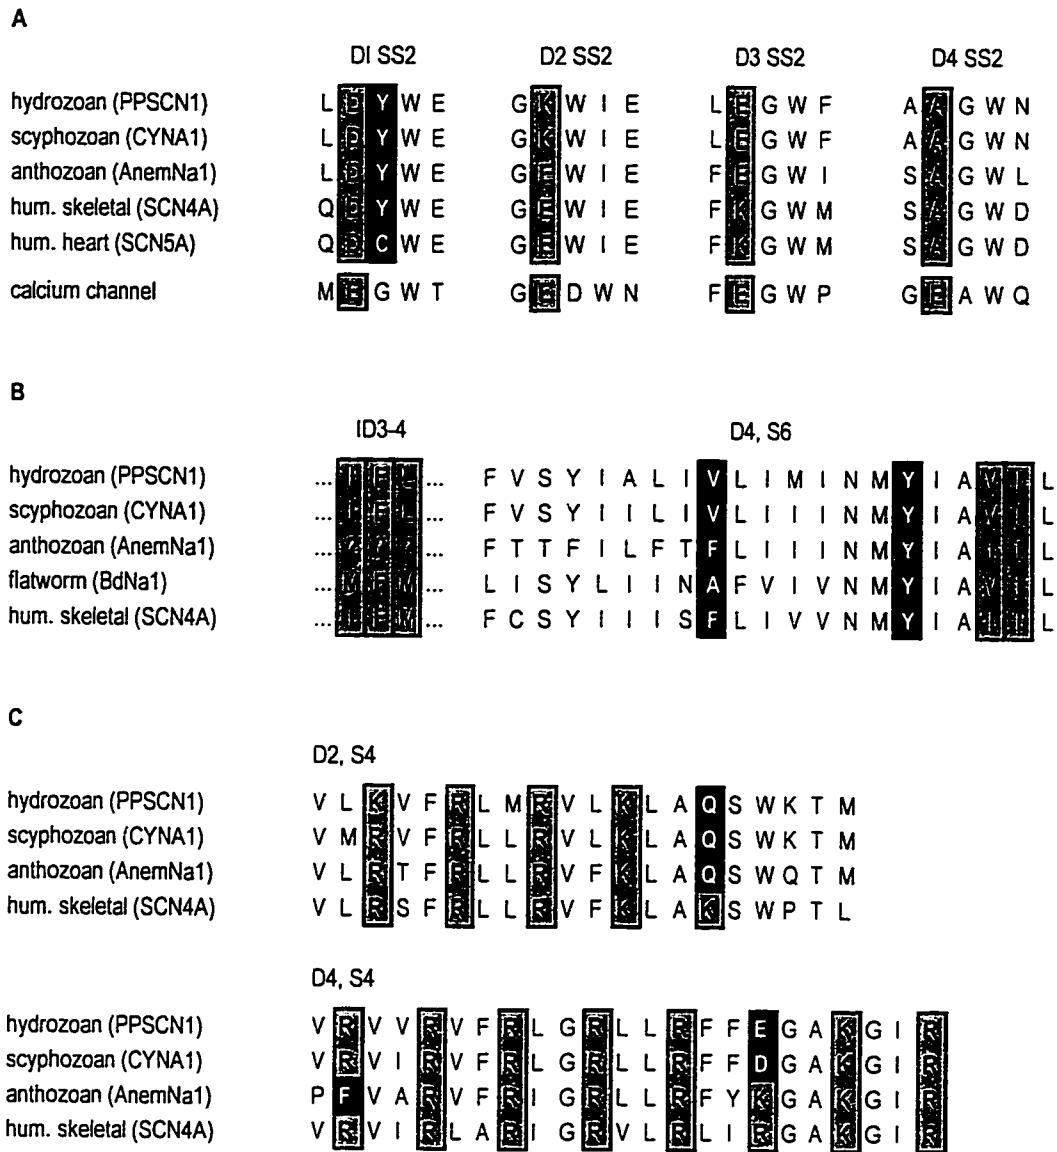 A
DI SS2 D2 SS2 D3 SS2 D4 SS2
hydrozoan (PPSCN1) L D Y W E G K W I E L E G W F A A G W N
scyphozoan (CYNA1) L D Y W E G K W I E L E G W F A A G W N
anthozoan (AnemNa1) L D Y W E G E W I E F E G W I S A G W L
hum. skeletal (SCN4A) Q D Y W E G E W I E F K G W M S A G W D
hum. heart (SCN5A) Q D C W E G E W I E F K G W M S A G W D
calcium channel M E G W T G E D W N F E G W P G E A W Q
B
ID3-4 D4, S6
hydrozoan (PPSCN1) ... F L ... F V S Y I A L I V L I M I N M Y I A V I L
scyphozoan (CYNA1) ... F L ... F V S Y I I L I V L I I I N M Y I A V I L
anthozoan (AnemNa1) ... ... F T T F I L F T F L I I I N M Y I A I I L
flatworm (BdNa1) ... M F M ... L I S Y L I I N A F V I V N M Y I A V I L
hum. skeletal (SCN4A) ... I F M ... F C S Y I I I S F L I V V N M Y I A I I L
C
D2, S4
hydrozoan (PPSCN1) V L K V F R L M R V L K L A Q S W K T M
scyphozoan (CYNA1) V M R V F R L L R V L K L A Q S W K T M
anthozoan (AnemNa1) V L R T F R L L R V F K L A Q S W Q T M
hum. skeletal (SCN4A) V L R S F R L L R V F K L A K S W P T L
D4, S4
hydrozoan (PPSCN1) V R V V R V F R L G R L L R F F E G A K G I R
scyphozoan (CYNA1) V R V I R V F R L G R L L R F F D G A K G I R
anthozoan (AnemNa1) P F V A R V F R I G R L L R F Y K G A K G I R
hum. skeletal (SCN4A) V R V I R L A R I G R V L R L I R G A K G I R